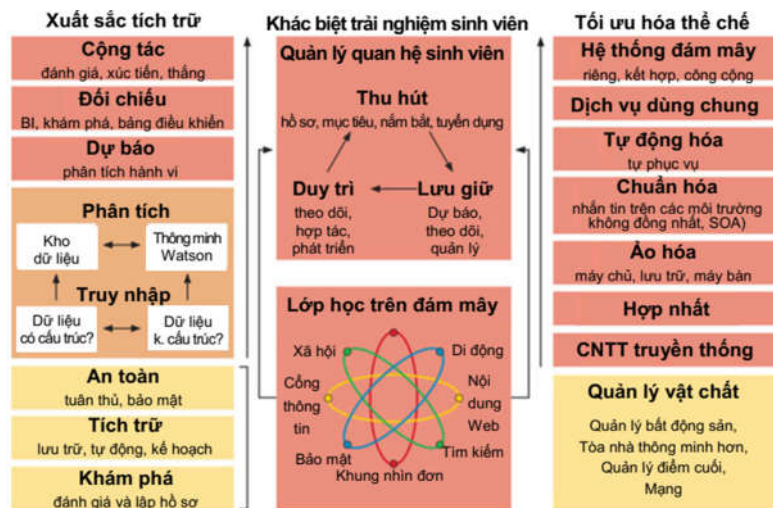 Xuất sắc tích trữ
Cộng tác
đánh giá, xúc tiến, thắng
Đối chiếu
BI, khám phá, bảng điều khiển
Dự báo
phân tích hành vi
Phân tích
Kho
dữ liệu
Thông minh
Watson
Truy nhập
Dữ liệu
có cấu trúc?
Dữ liệu
k. cấu trúc?
An toàn
tuân thủ, bảo mật
Tích trữ
lưu trữ, tự động, kế hoạch
Khám phá
đánh giá và lập hồ sơ
Khác biệt trải nghiệm sinh viên
Quản lý quan hệ sinh viên
Thu hút
hồ sơ, mục tiêu, nắm bắt, tuyển dụng
Duy trì
theo dõi,
hợp tác,
phát triển
Lưu giữ
Dự báo,
theo dõi,
quản lý
Lớp học trên đám mây
Xã hội
Di động
Cổng
thông
tin
Nội
dung
Web
Bảo mật
Tìm kiếm
Khung nhìn đơn
Tối ưu hóa thể chế
Hệ thống đám mây
riêng, kết hợp, công cộng
Dịch vụ dùng chung
Tự động hóa
tự phục vụ
Chuẩn hóa
nhắn tin trên các môi trường
không đồng nhất, SOA)
Ảo hóa
máy chủ, lưu trữ, máy bàn
Hợp nhất
CNTT truyền thống
Quản lý vật chất
Quản lý bất động sản,
Tòa nhà thông minh hơn,
Quản lý điểm cuối,
Mạng